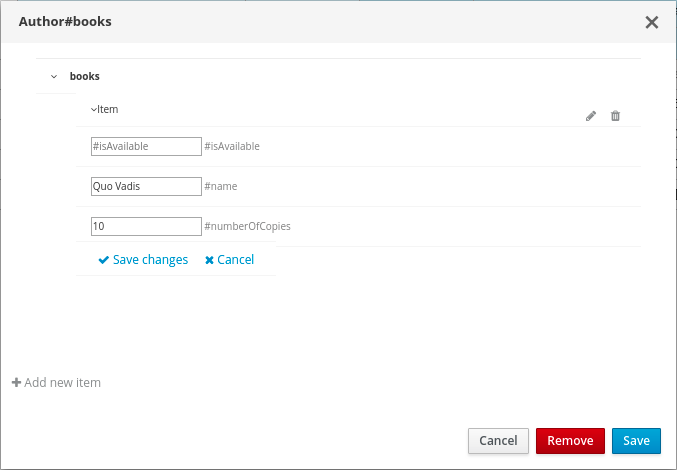 Author#books
books
Item
#isAvailable #isAvailable
Quo Vadis #name
10 #numberOfCopies
Save changes Cancel
Add new item
Cancel Remove Save